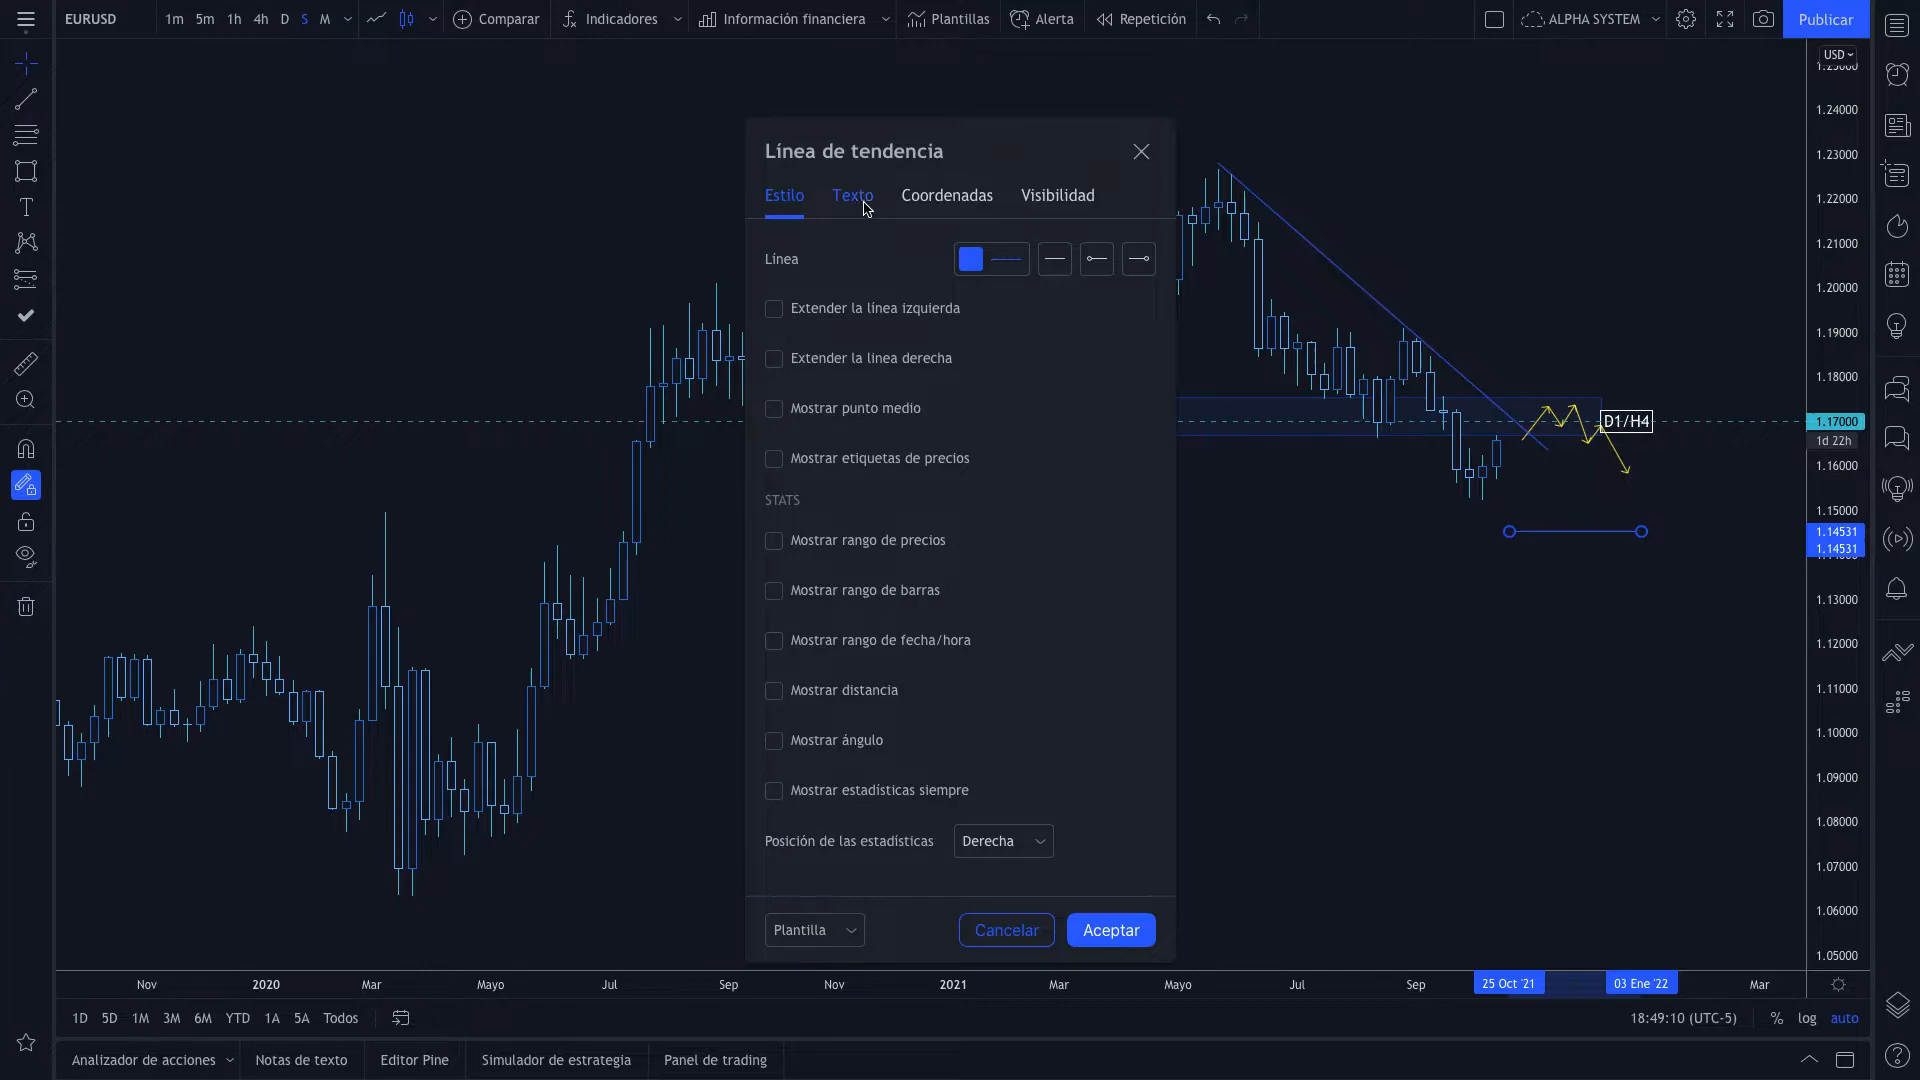 EURUSD 1m 5m 1h 4h D S M Comparar Indicadores Información financiera Plantillas Alerta Repetición ALPHA SYSTEM Publicar
USD
1.24000
1.23000
1.22000
1.21000
1.20000
1.19000
1.18000
1.17000
1d 22h
1.16000
1.15000
1.14531
1.14531
1.13000
1.12000
1.11000
1.10000
1.09000
1.08000
1.07000
1.06000
1.05000
D1/H4
Línea de tendencia
Estilo Texto Coordenadas Visibilidad
Línea
Extender la línea izquierda
Extender la linea derecha
Mostrar punto medio
Mostrar etiquetas de precios
STATS
Mostrar rango de precios
Mostrar rango de barras
Mostrar rango de fecha/hora
Mostrar distancia
Mostrar ángulo
Mostrar estadísticas siempre
Posición de las estadísticas Derecha
Plantilla Cancelar Aceptar
Nov 2020 Mar Mayo Jul Sep Nov 2021 Mar Mayo Jul Sep 25 Oct '21 03 Ene '22 Mar
1D 5D 1M 3M 6M YTD 1A 5A Todos 18:49:10 (UTC-5) % log auto
Analizador de acciones Notas de texto Editor Pine Simulador de estrategia Panel de trading